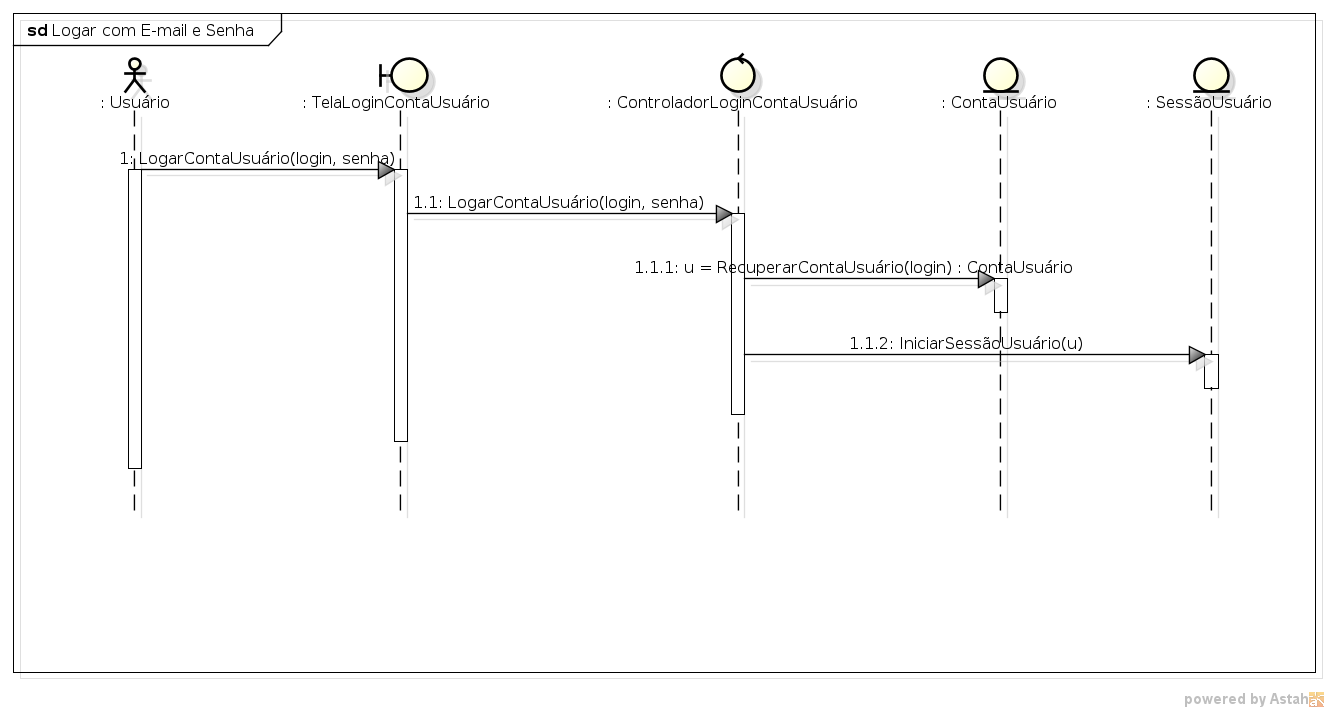 sd Logar com E-mail e Senha
: Usuário
: TelaLoginContaUsuário
: ControladorLoginContaUsuário
: ContaUsuário
: SessãoUsuário
1: LogarContaUsuário(login, senha)
1.1: LogarContaUsuário(login, senha)
1.1.1: u = RecuperarContaUsuário(login) : ContaUsuário
1.1.2: IniciarSessãoUsuário(u)
powered by Astah